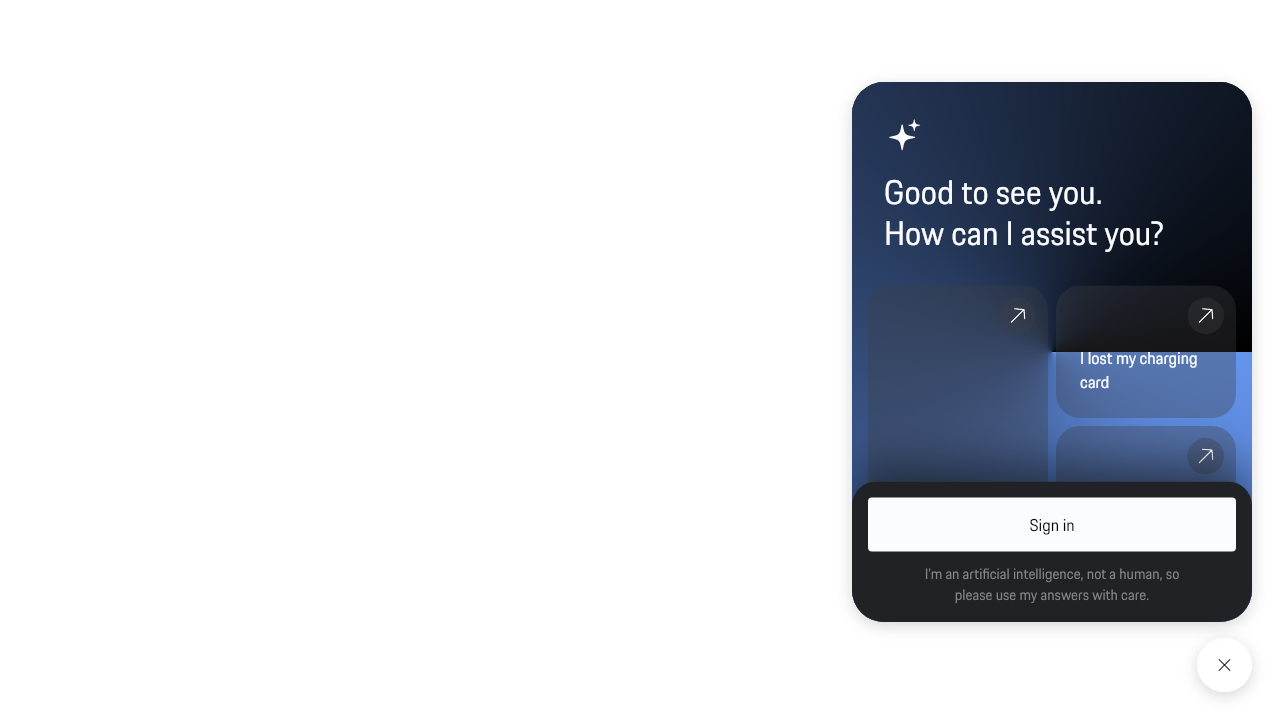 Good to see you.
How can I assist you?
I lost my charging
card
Sign in
I'm an artificial intelligence, not a human, so
please use my answers with care.